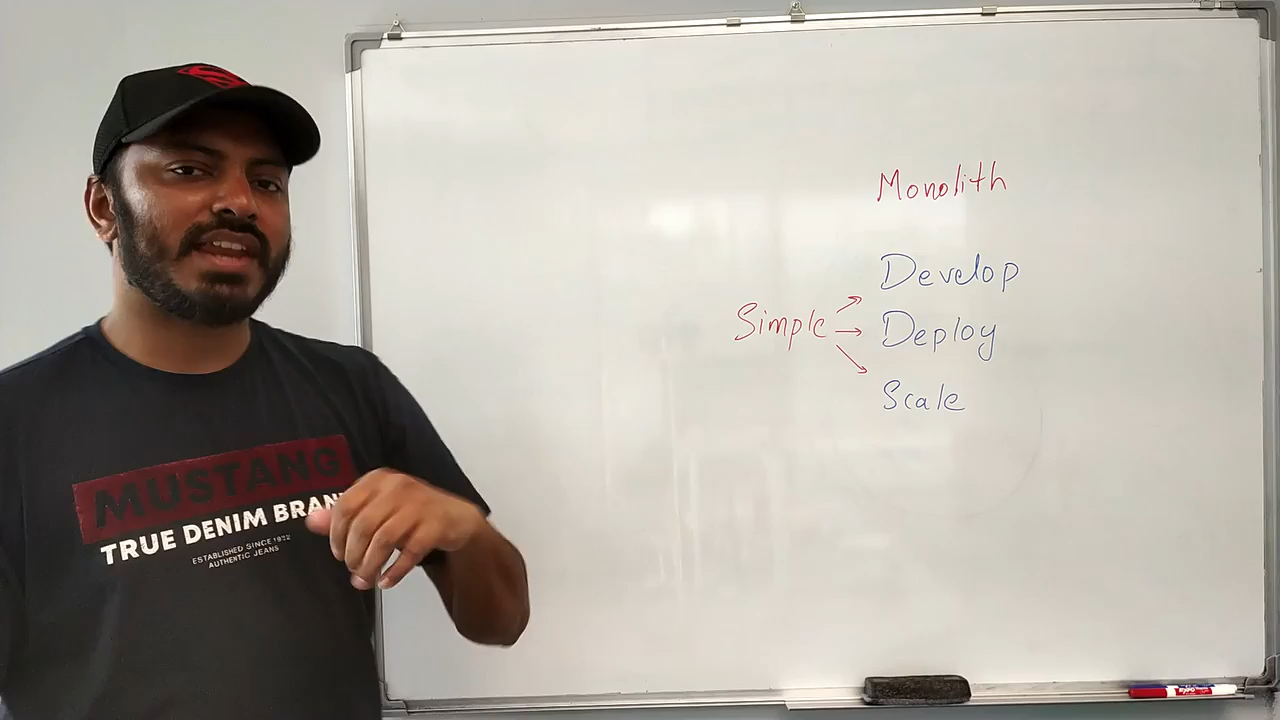 Monolith
Develop
Simple → Deploy
Scale
MUSTANG
TRUE DENIM BRAN
ESTABLISHED SINCE 1932
AUTHENTIC JEANS